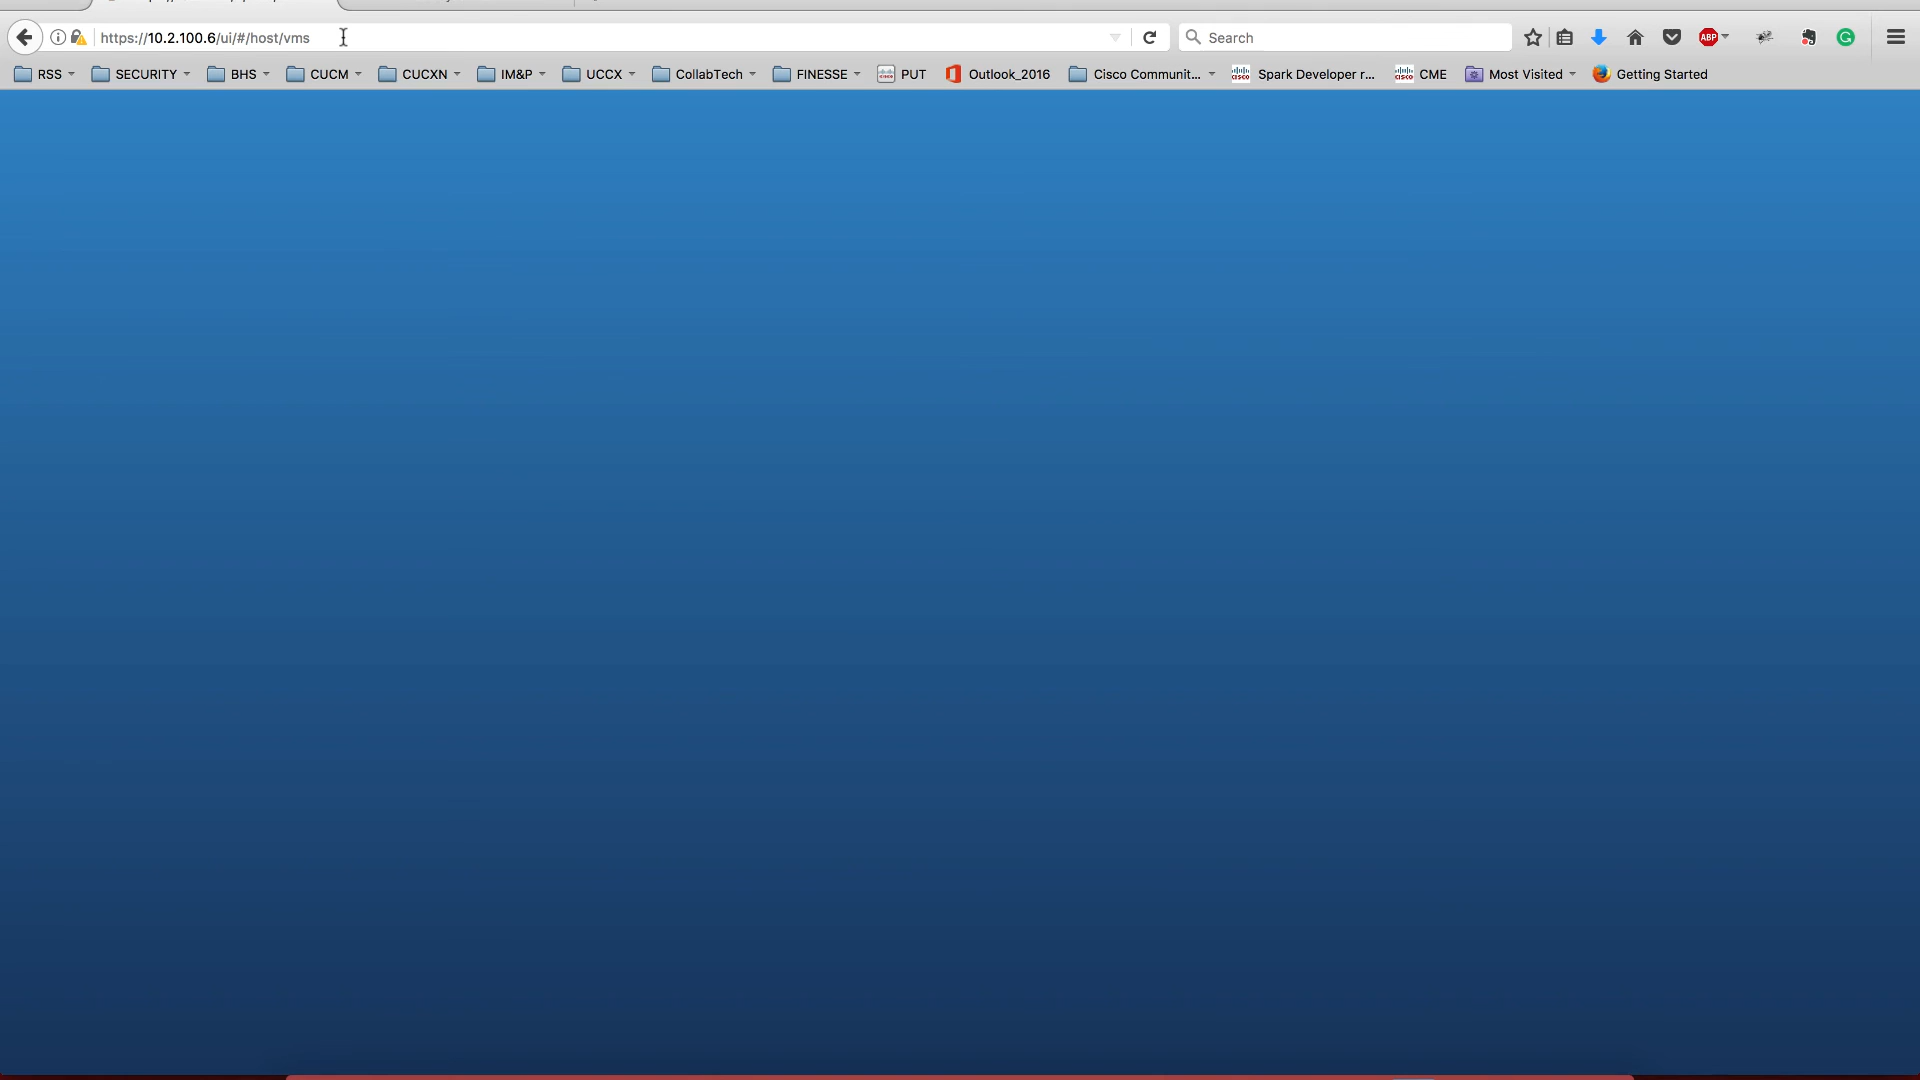 https://10.2.100.6/ui/#/host/vms
Search
ABP
RSS
SECURITY
BHS
CUCM
CUCXN
IM&P
UCCX
CollabTech
FINESSE
PUT
Outlook_2016
Cisco Communit...
Spark Developer r...
CME
Most Visited
Getting Started